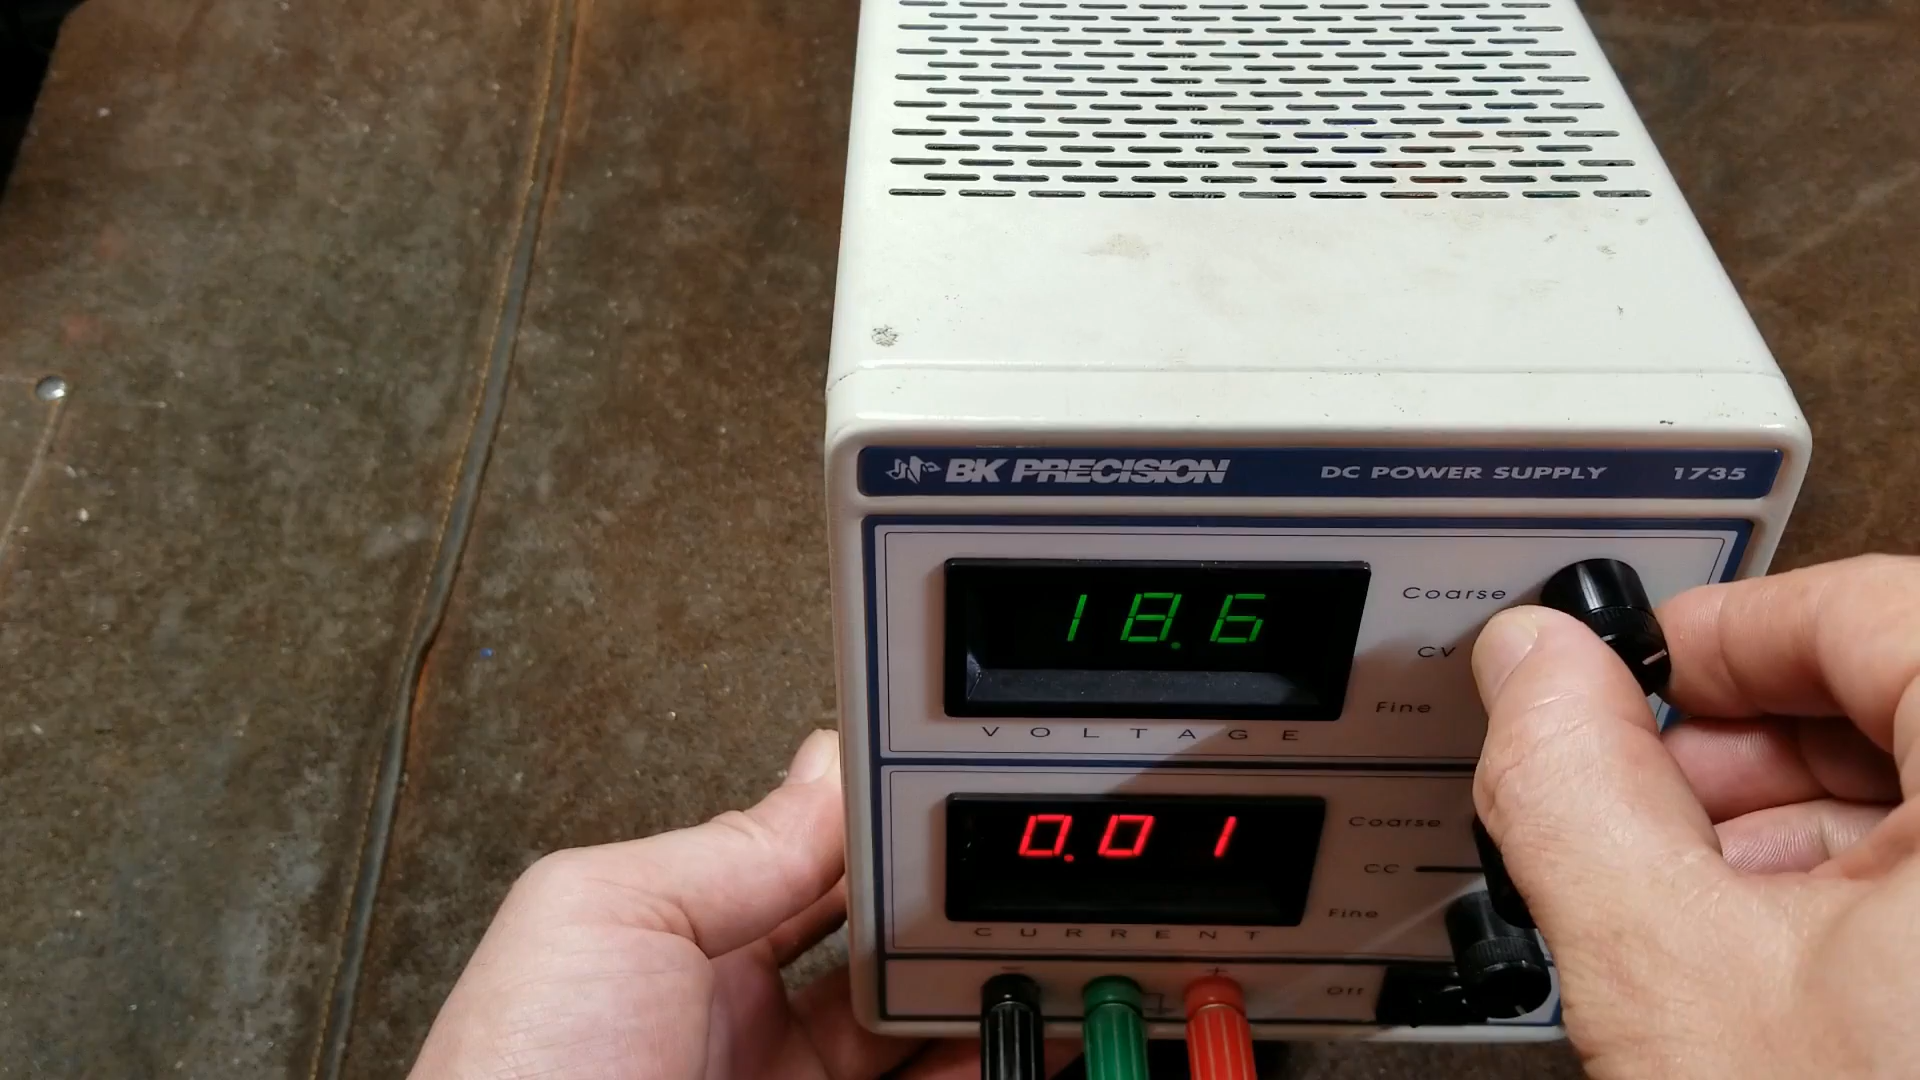 BK PRECISION DC POWER SUPPLY 1735
18.6
Coarse
CV
Fine
VOLTAGE
0.01
Coarse
CC
Fine
CURRENT
- +
Off